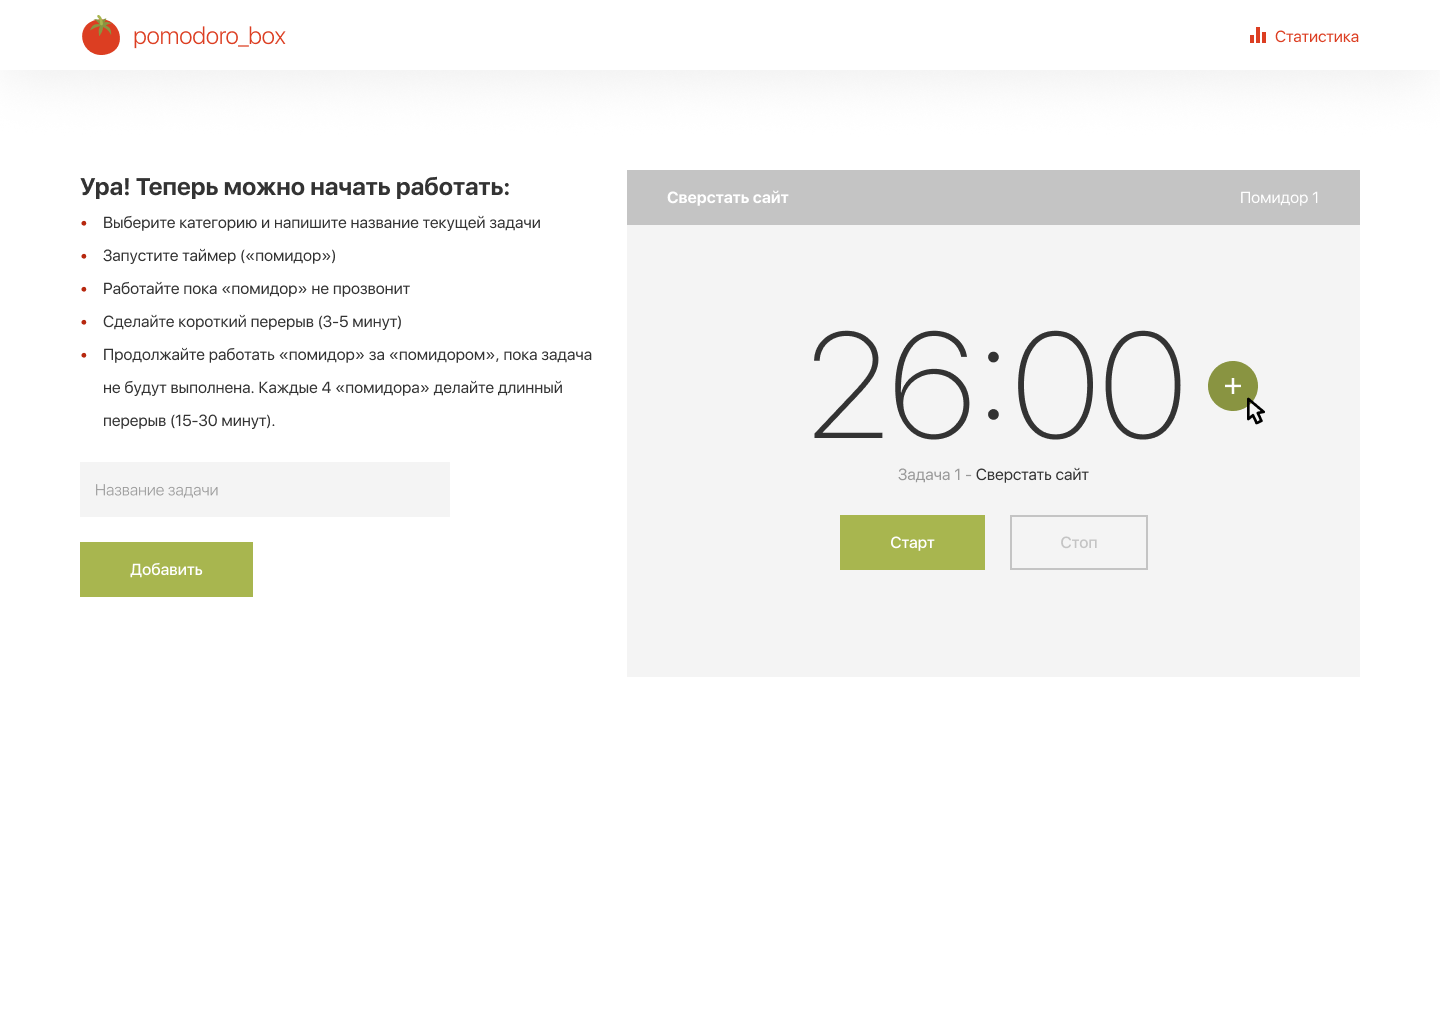 pomodoro_box
Статистика
Ура! Теперь можно начать работать:
• Выберите категорию и напишите название текущей задачи
• Запустите таймер («помидор»)
• Работайте пока «помидор» не прозвонит
• Сделайте короткий перерыв (3-5 минут)
• Продолжайте работать «помидор» за «помидором», пока задача
не будут выполнена. Каждые 4 «помидора» делайте длинный
перерыв (15-30 минут).
Название задачи
Добавить
Сверстать сайт
Помидор 1
26:00
+
Задача 1 - Сверстать сайт
Старт
Стоп